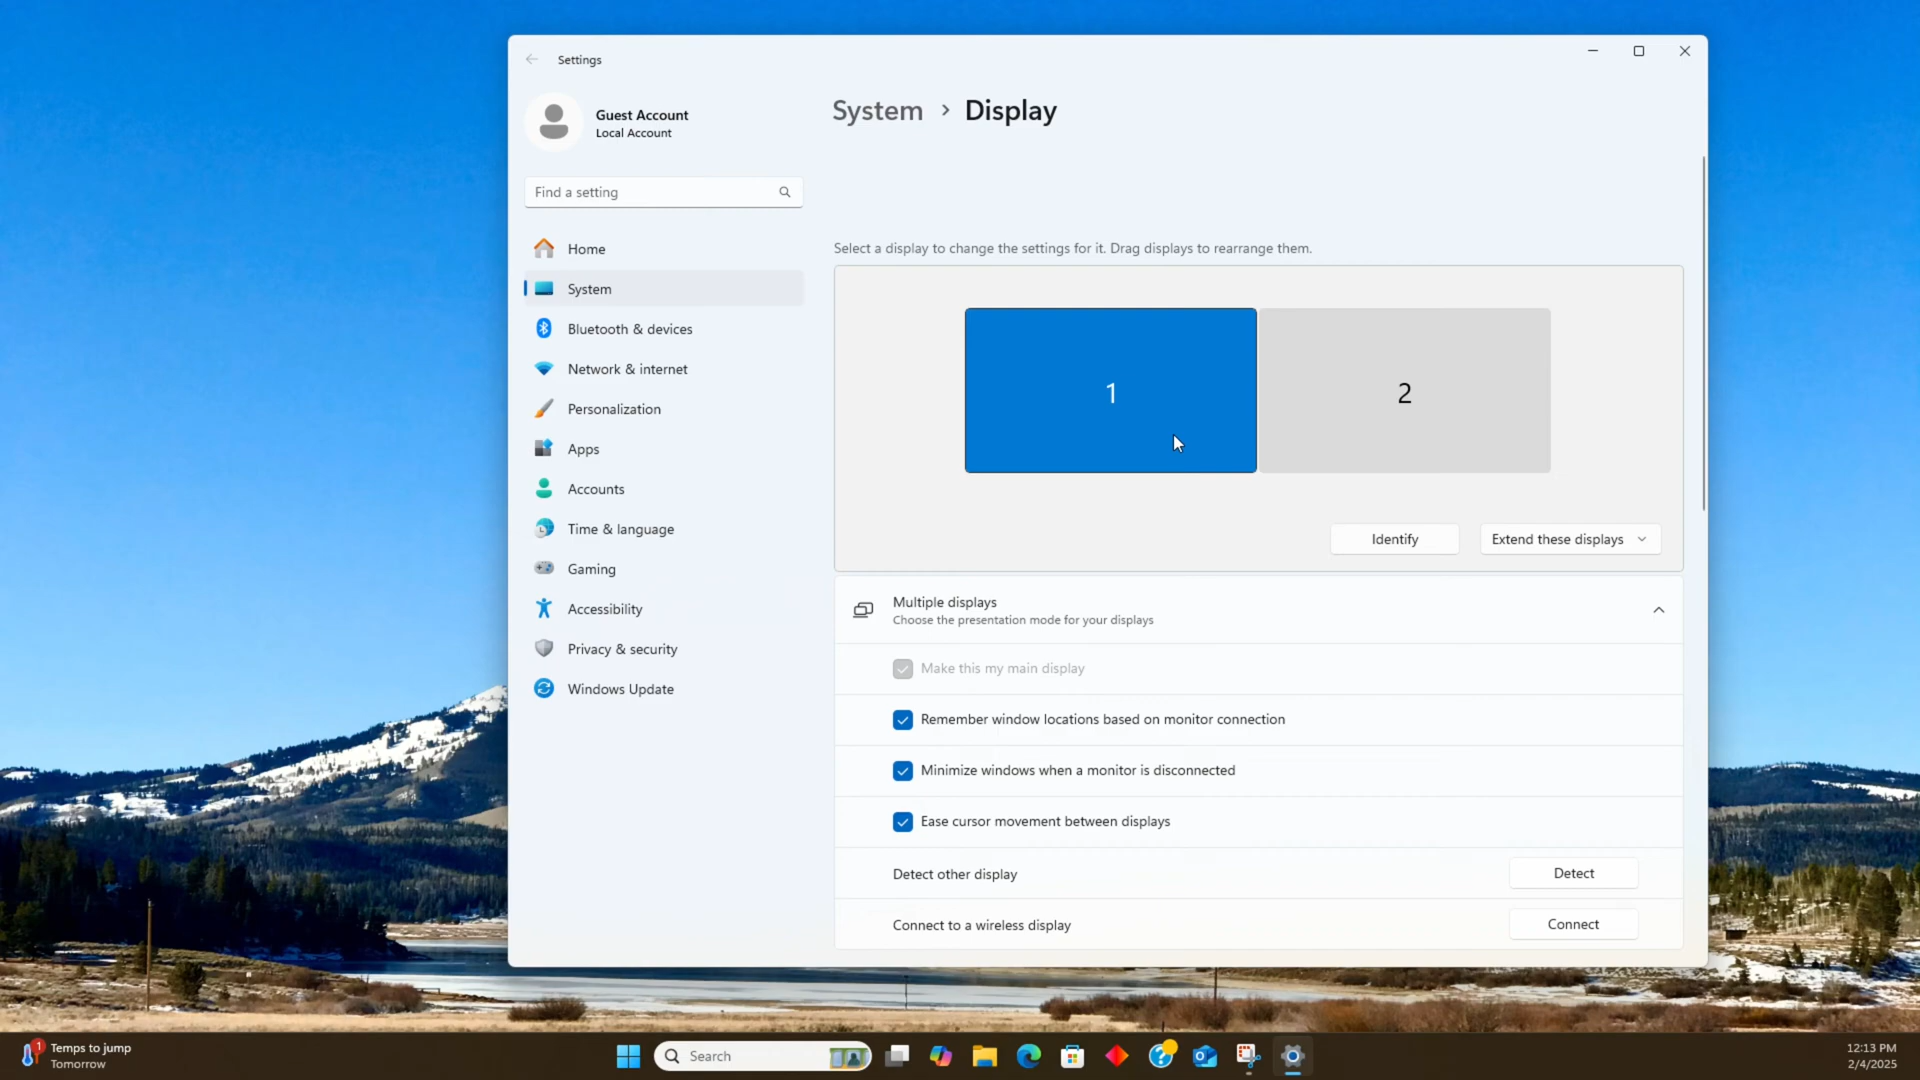 Settings
Guest Account
Local Account
Find a setting
Home
System
Bluetooth & devices
Network & internet
Personalization
Apps
Accounts
Time & language
Gaming
Accessibility
Privacy & security
Windows Update
System > Display
Select a display to change the settings for it. Drag displays to rearrange them.
1
2
Identify
Extend these displays
Multiple displays
Choose the presentation mode for your displays
Make this my main display
Remember window locations based on monitor connection
Minimize windows when a monitor is disconnected
Ease cursor movement between displays
Detect other display
Detect
Connect to a wireless display
Connect
1
Temps to jump
Tomorrow
Search
12:13 PM
2/4/2025